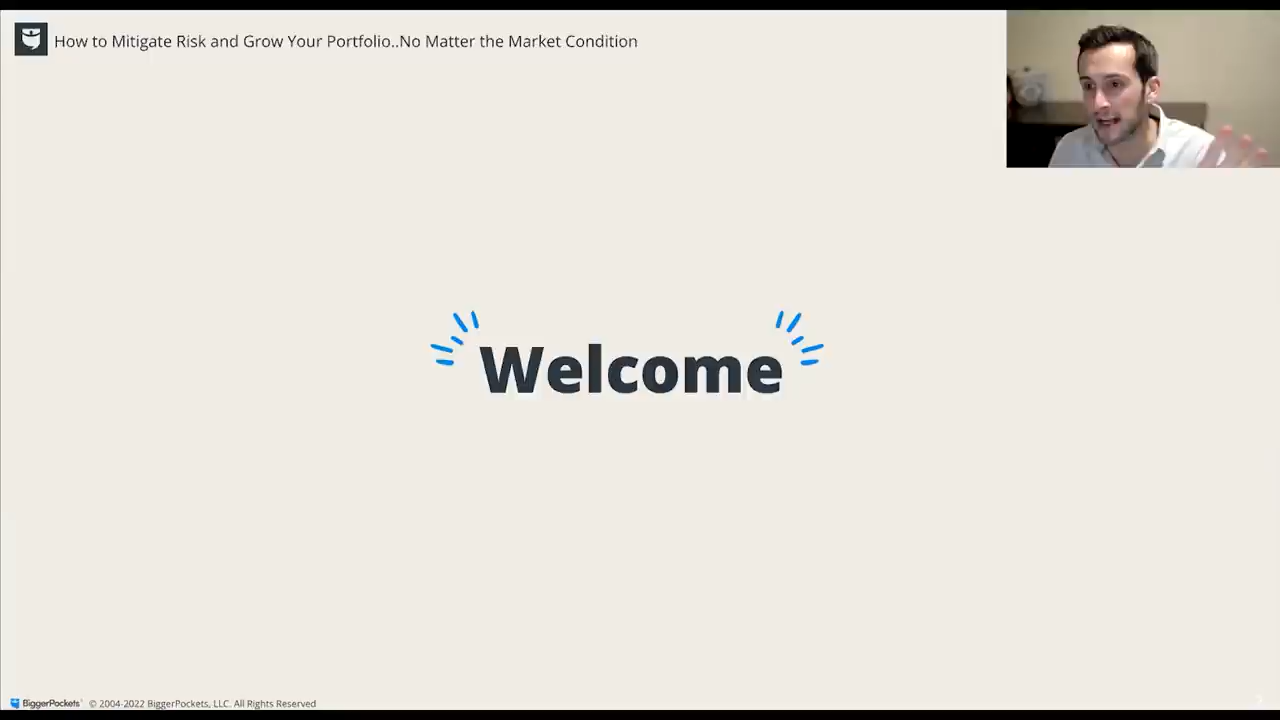 How to Mitigate Risk and Grow Your Portfolio..No Matter the Market Condition
Welcome
BiggerPockets © 2004-2022 BiggerPockets, LLC. All Rights Reserved